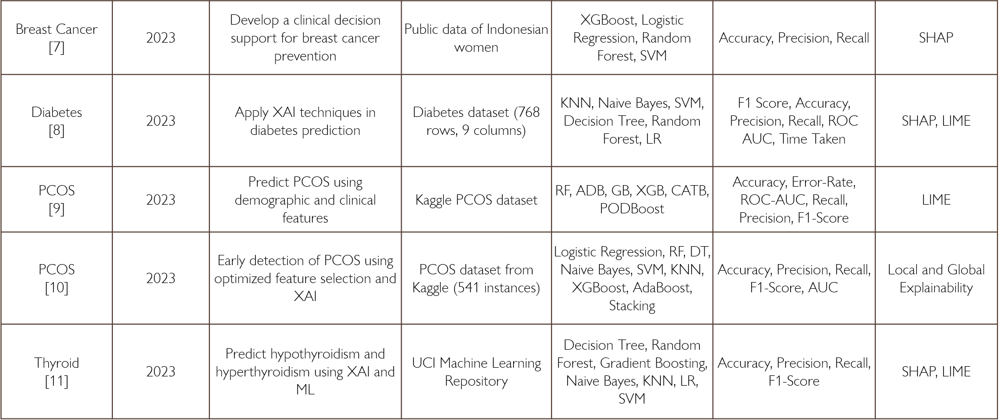 Breast Cancer
[7]
2023
Develop a clinical decision
support for breast cancer
prevention
Public data of Indonesian
women
XGBoost, Logistic
Regression, Random
Forest, SVM
Accuracy, Precision, Recall
SHAP
Diabetes
[8]
2023
Apply XAI techniques in
diabetes prediction
Diabetes dataset (768
rows, 9 columns)
KNN, Naive Bayes, SVM,
Decision Tree, Random
Forest, LR
F1 Score, Accuracy,
Precision, Recall, ROC
AUC, Time Taken
SHAP, LIME
PCOS
[9]
2023
Predict PCOS using
demographic and clinical
features
Kaggle PCOS dataset
RF, ADB, GB, XGB, CATB,
PODBoost
Accuracy, Error-Rate,
ROC-AUC, Recall,
Precision, F1-Score
LIME
PCOS
[10]
2023
Early detection of PCOS using
optimized feature selection and
XAI
PCOS dataset from
Kaggle (541 instances)
Logistic Regression, RF, DT,
Naive Bayes, SVM, KNN,
XGBoost, AdaBoost,
Stacking
Accuracy, Precision, Recall,
F1-Score, AUC
Local and Global
Explainability
Thyroid
[11]
2023
Predict hypothyroidism and
hyperthyroidism using XAI and
ML
UCI Machine Learning
Repository
Decision Tree, Random
Forest, Gradient Boosting,
Naive Bayes, KNN, LR,
SVM
Accuracy, Precision, Recall,
F1-Score
SHAP, LIME